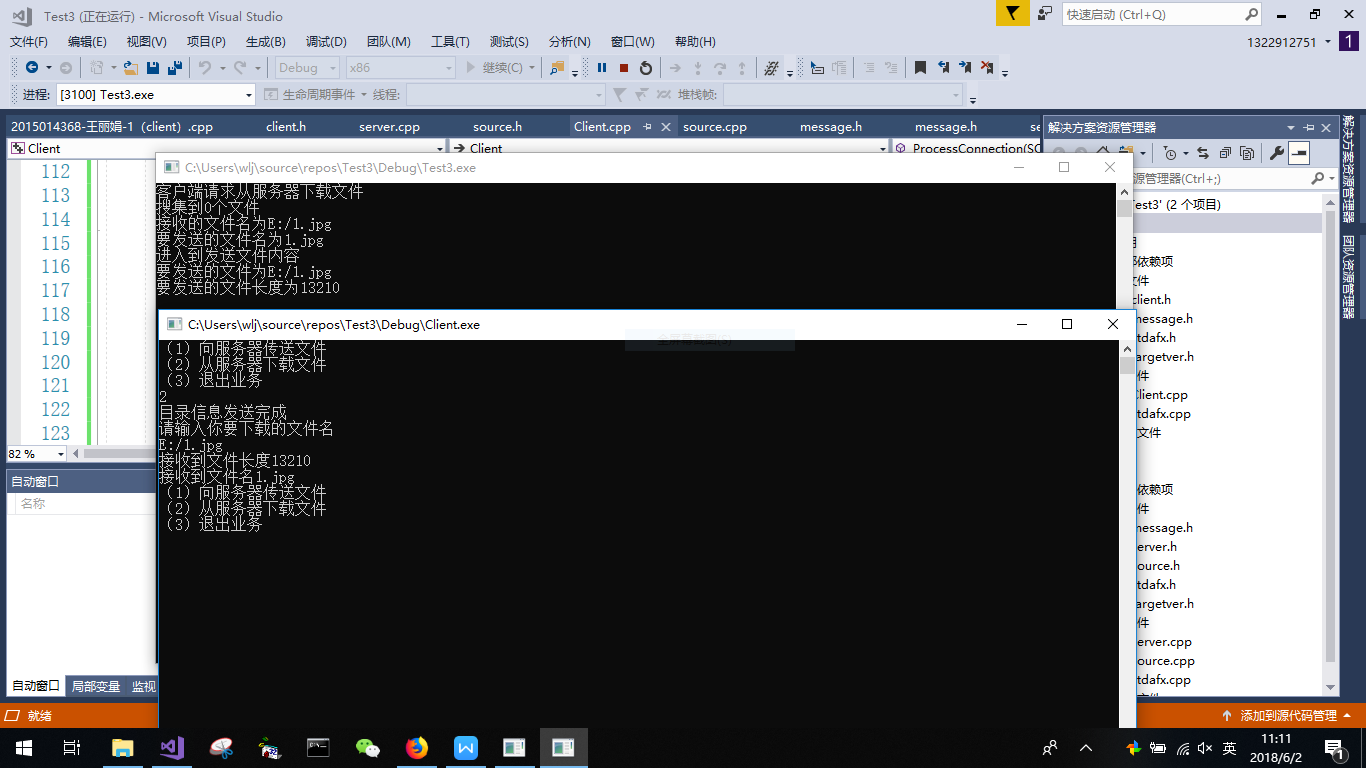 Test3 (正在运行) - Microsoft Visual Studio
快速启动 (Ctrl+Q)
文件(F) 编辑(E) 视图(V) 项目(P) 生成(B) 调试(D) 团队(M) 工具(T) 测试(S) 分析(N) 窗口(W) 帮助(H)
1322912751
1
Debug x86 继续(C)
进程: [3100] Test3.exe 生命周期事件 线程: 堆栈帧:
2015014368-王丽娟-1（client）.cpp client.h server.cpp source.h Client.cpp source.cpp message.h message.h se
Client Client ProcessConnection(SO
112
113
114
115
116
117
118
119
120
121
122
123
82 %
C:\Users\wlj\source\repos\Test3\Debug\Test3.exe
客户端请求从服务器下载文件
搜集到0个文件
接收的文件名为E:/1.jpg
要发送的文件名为1.jpg
进入到发送文件内容
要发送的文件为E:/1.jpg
要发送的文件长度为13210
C:\Users\wlj\source\repos\Test3\Debug\Client.exe
全屏幕截图(S)
（1）向服务器传送文件
（2）从服务器下载文件
（3）退出业务
2
目录信息发送完成
请输入你要下载的文件名
E:/1.jpg
接收到文件长度13210
接收到文件名1.jpg
（1）向服务器传送文件
（2）从服务器下载文件
（3）退出业务
自动窗口
名称
自动窗口 局部变量 监视
解决方案资源管理器
源管理器(Ctrl+;)
Test3' (2 个项目)
部依赖项
文件
client.h
message.h
tdafx.h
argetver.h
件
Client.cpp
tdafx.cpp
文件
依赖项
件
message.h
erver.h
ource.h
tdafx.h
argetver.h
件
erver.cpp
ource.cpp
tdafx.cpp
解决方案资源管理器
团队资源管理器
就绪
添加到源代码管理
英
11:11
2018/6/2
1